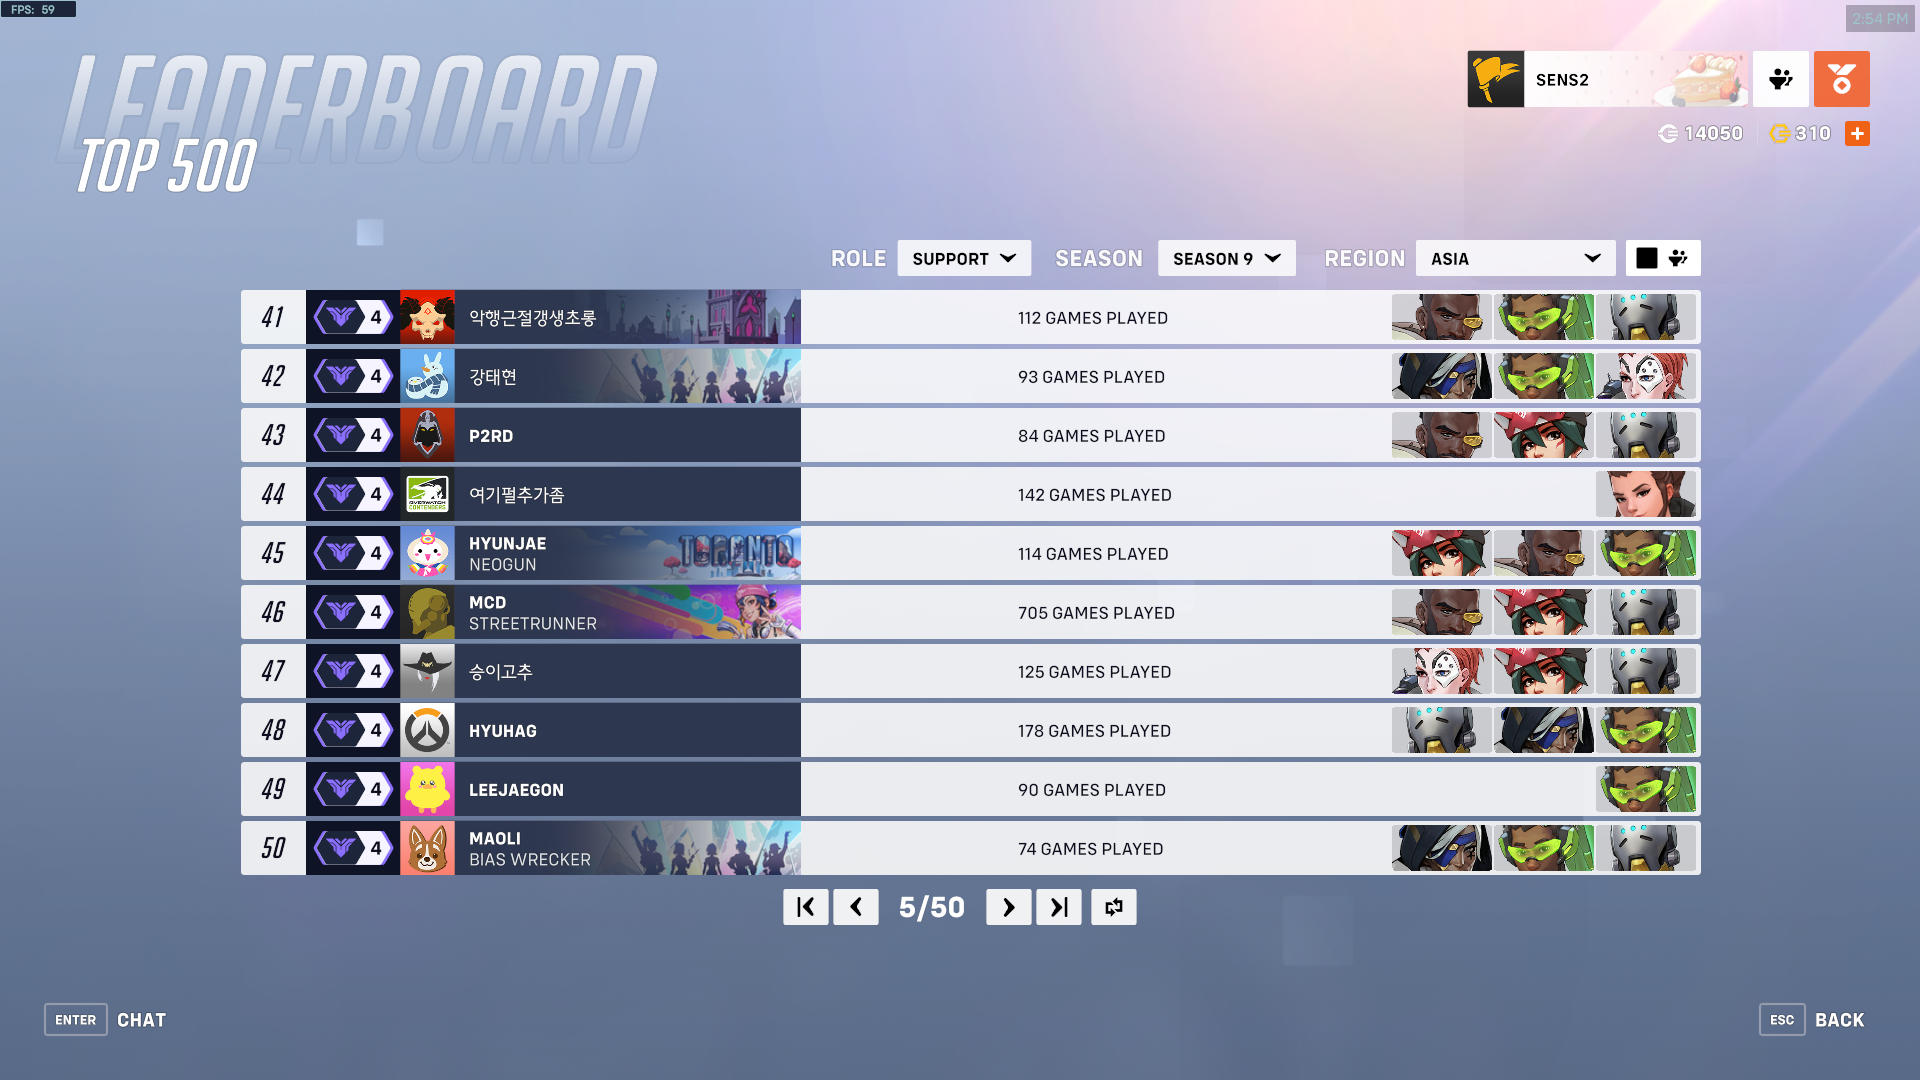 FPS: 59
2:54 PM
LEADERBOARD
TOP 500
SENS2
14050
310
ROLE SUPPORT SEASON SEASON 9 REGION ASIA
41 4 악행근절갱생초롱 112 GAMES PLAYED
42 4 강태현 93 GAMES PLAYED
43 4 P2RD 84 GAMES PLAYED
44 4 OVERWATCH CONTENDERS 여기펄추가좀 142 GAMES PLAYED
45 4 HYUNJAE TORONTO 114 GAMES PLAYED
NEOGUN
46 4 MCD 705 GAMES PLAYED
STREETRUNNER
47 4 승이고추 125 GAMES PLAYED
48 4 HYUHAG 178 GAMES PLAYED
49 4 LEEJAEGON 90 GAMES PLAYED
50 4 MAOLI 74 GAMES PLAYED
BIAS WRECKER
5/50
ENTER CHAT
ESC BACK